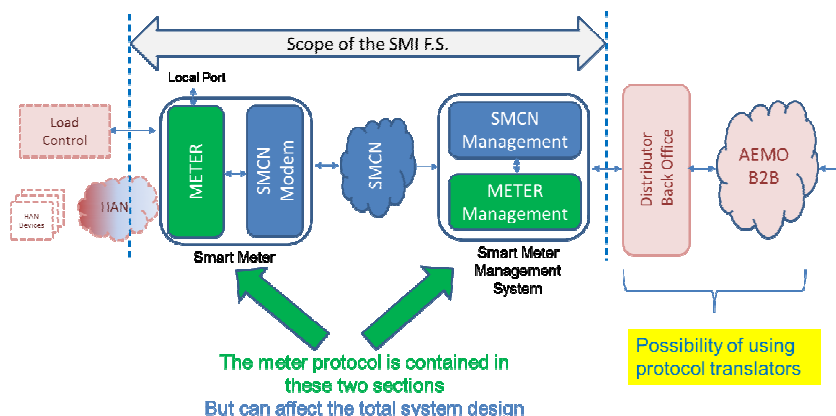 Scope of the SMI F.S.
Local Port
Load
Control
METER
SMCN
Modem
SMCN
SMCN
Management
METER
Management
Distributor
Back Office
AEMO
B2B
HAN
HAN
Devices
Smart Meter
Smart Meter
Management
System
The meter protocol is contained in
these two sections
But can affect the total system design
Possibility of using
protocol translators